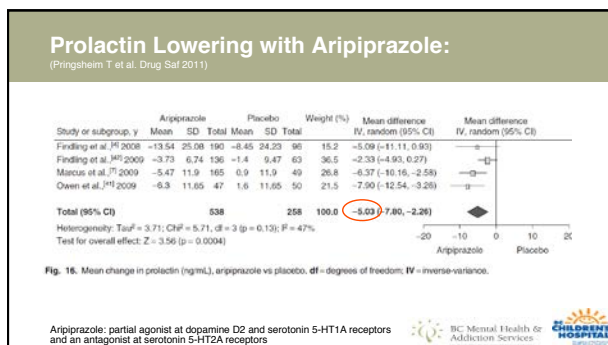 Prolactin Lowering with Aripiprazole:
(Pringsheim T et al. Drug Saf 2011)
Aripiprazole Placebo Weight (%) Mean difference Mean difference
Study or subgroup, y Mean SD Total Mean SD Total IV, random (95% CI) IV, random (95% CI)
Findling et al.,[4] 2008 −13.54 25.08 190 −8.45 24.23 96 15.2 −5.09 (−11.11, 0.93)
Findling et al.,[42] 2009 −3.73 6.74 136 −1.4 9.47 63 36.5 −2.33 (−4.93, 0.27)
Marcus et al.,[7] 2009 −5.47 11.9 165 0.9 11.9 49 26.8 −6.37 (−10.16, −2.58)
Owen et al.,[41] 2009 −6.3 11.65 47 1.6 11.65 50 21.5 −7.90 (−12.54, −3.26)
Total (95% CI) 538 258 100.0 −5.03 (−7.80, −2.26)
Heterogeneity: Tau² = 3.71; Chi² = 5.71, df = 3 (p = 0.13); I² = 47%
Test for overall effect: Z = 3.56 (p = 0.0004)
−20 −10 0 10 20
Aripiprazole Placebo
Fig. 16. Mean change in prolactin (ng/mL), aripiprazole vs placebo. df = degrees of freedom; IV = inverse-variance.
Aripiprazole: partial agonist at dopamine D2 and serotonin 5-HT1A receptors
and an antagonist at serotonin 5-HT2A receptors
BC Mental Health &
Addiction Services
BC
CHILDREN'S
HOSPITAL